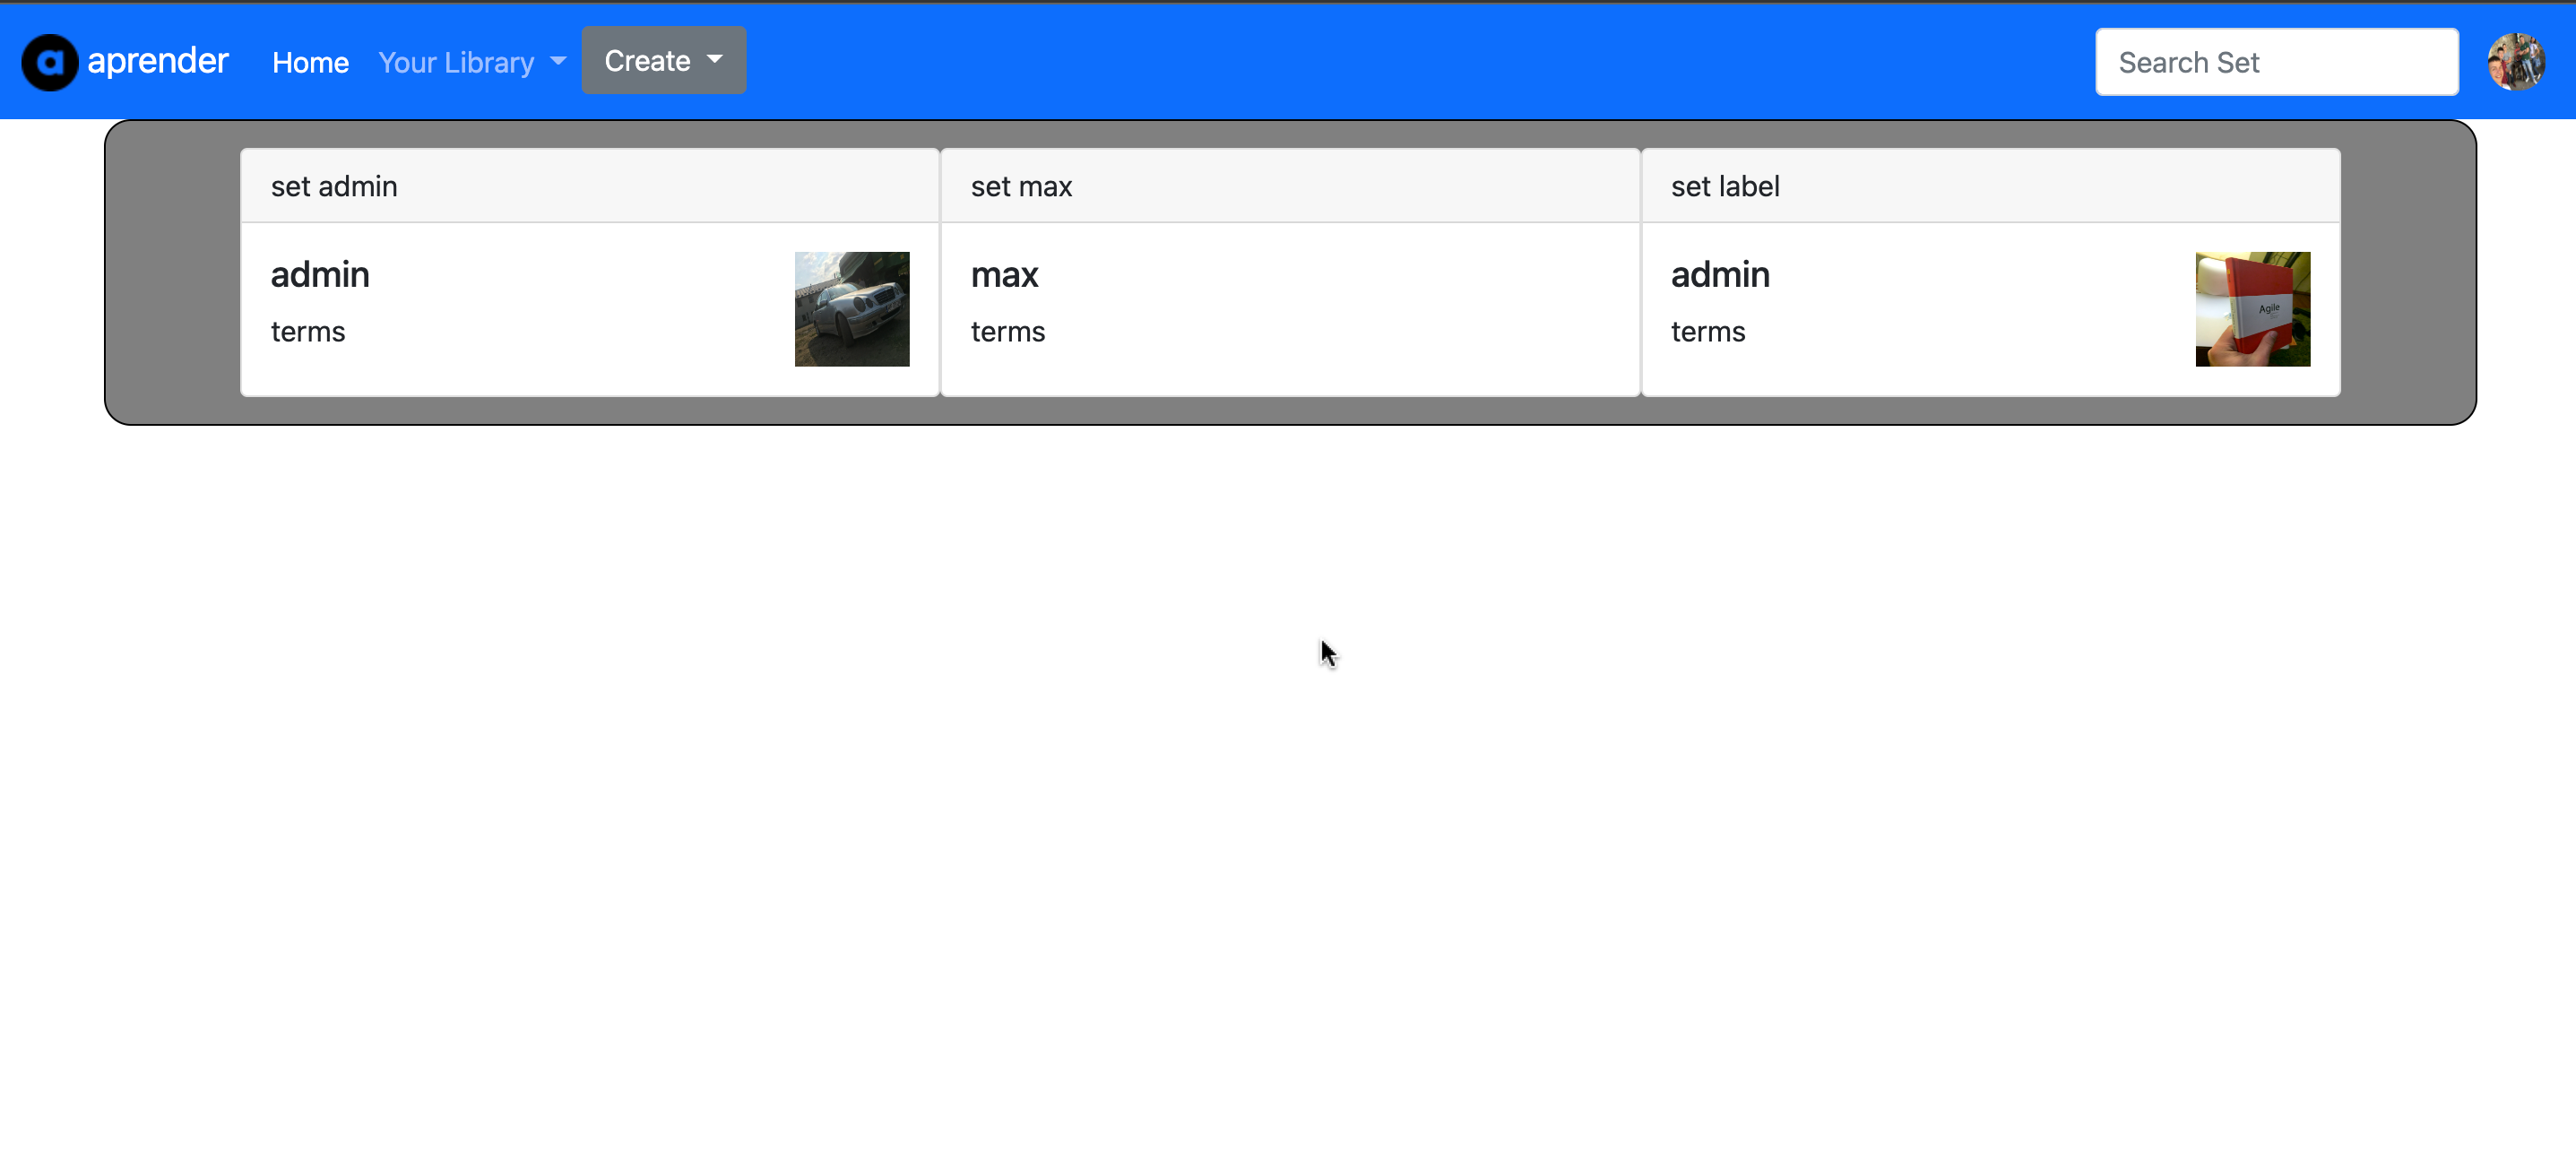 a aprender Home Your Library Create Search Set
set admin
admin
terms
set max
max
terms
set label
admin
terms
Agile